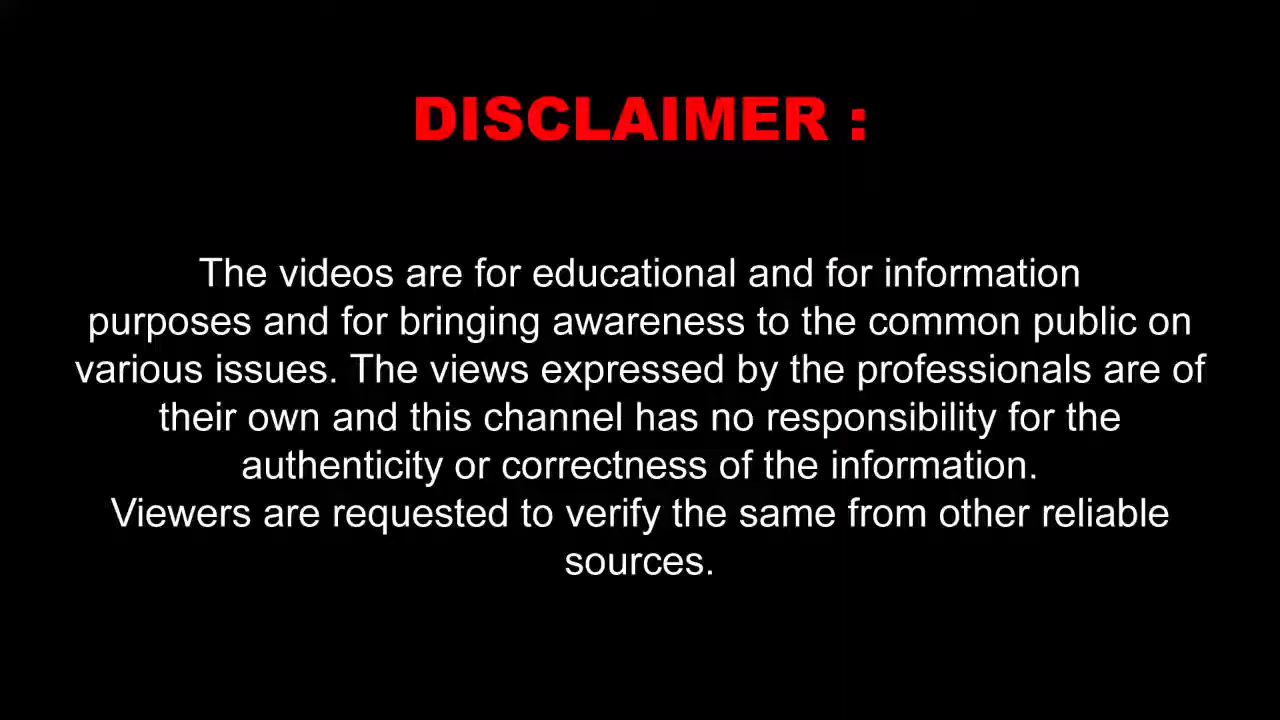 DISCLAIMER :
The videos are for educational and for information
purposes and for bringing awareness to the common public on
various issues. The views expressed by the professionals are of
their own and this channel has no responsibility for the
authenticity or correctness of the information.
Viewers are requested to verify the same from other reliable
sources.